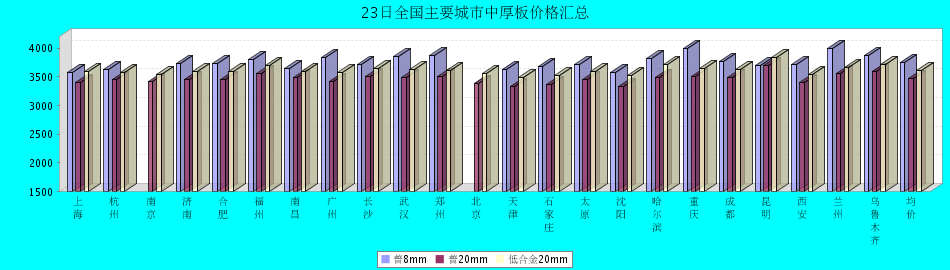 23日全国主要城市中厚板价格汇总
4000
3500
3000
2500
2000
1500
上海
杭州
南京
济南
合肥
福州
南昌
广州
长沙
武汉
郑州
北京
天津
石家庄
太原
沈阳
哈尔滨
重庆
成都
昆明
西安
兰州
乌鲁木齐
均价
普8mm 普20mm 低合金20mm